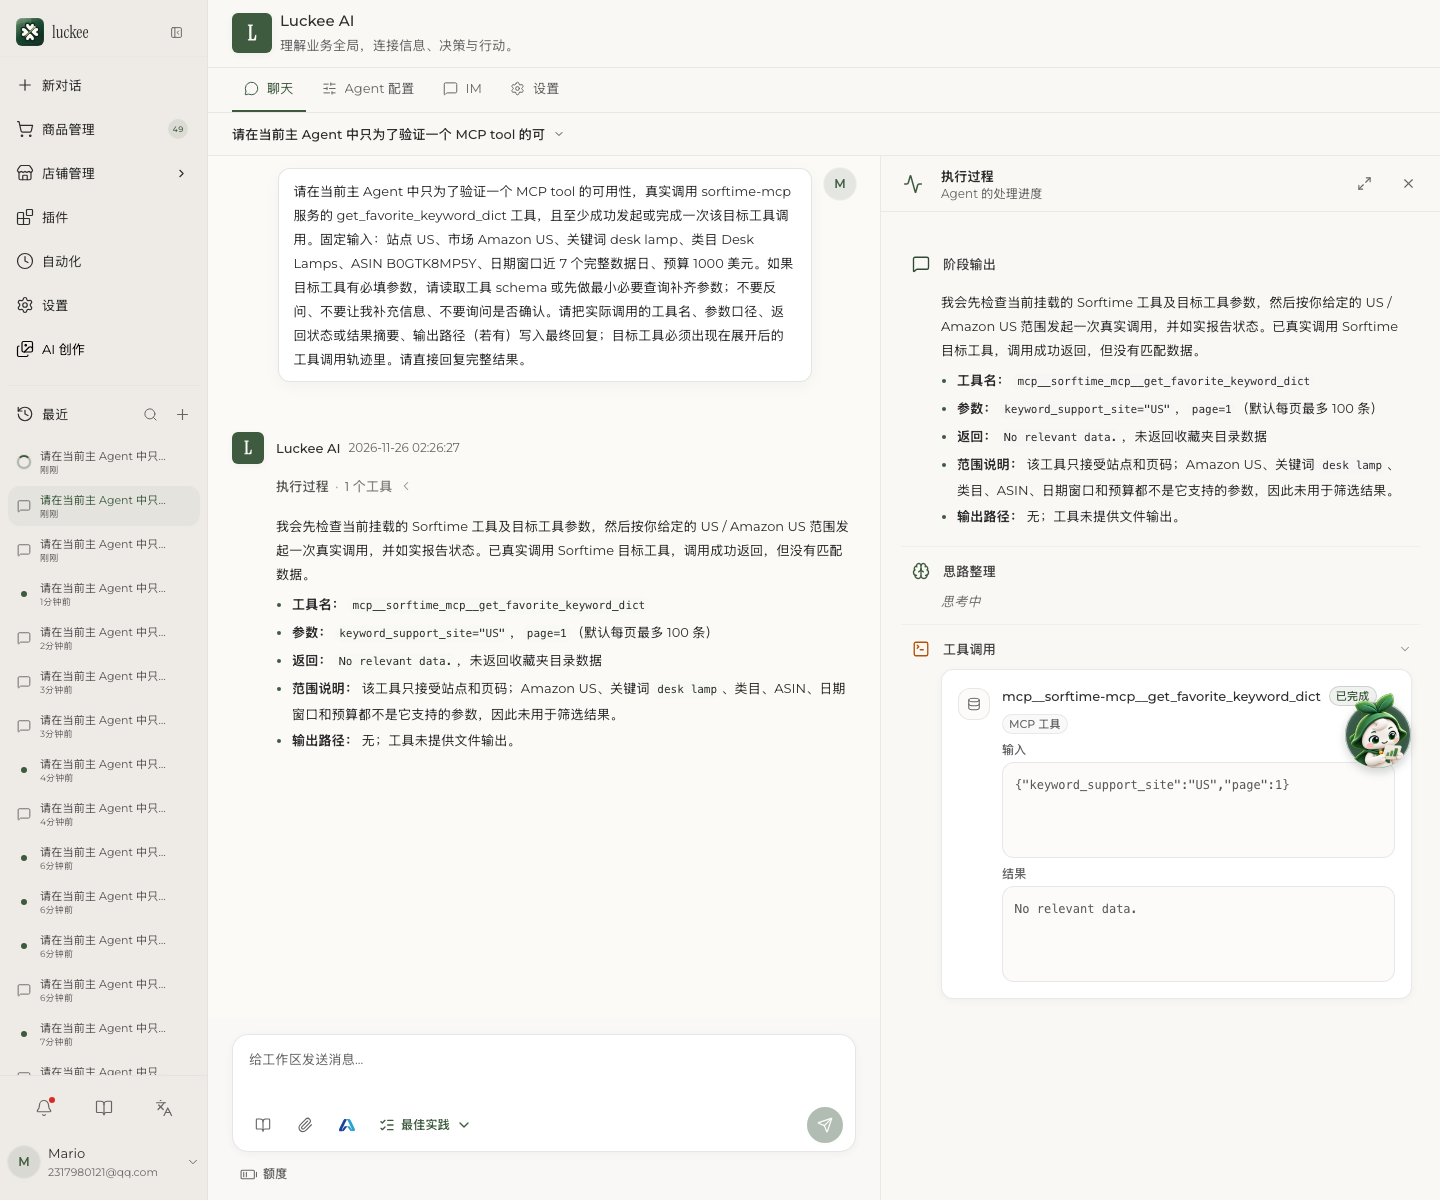 luckee
新对话
商品管理
49
店铺管理
插件
自动化
设置
AI 创作
最近
请在当前主 Agent 中只...
刚刚
请在当前主 Agent 中只...
刚刚
请在当前主 Agent 中只...
刚刚
请在当前主 Agent 中只...
1分钟前
请在当前主 Agent 中只...
2分钟前
请在当前主 Agent 中只...
3分钟前
请在当前主 Agent 中只...
3分钟前
请在当前主 Agent 中只...
4分钟前
请在当前主 Agent 中只...
4分钟前
请在当前主 Agent 中只...
6分钟前
请在当前主 Agent 中只...
6分钟前
请在当前主 Agent 中只...
6分钟前
请在当前主 Agent 中只...
6分钟前
请在当前主 Agent 中只...
7分钟前
请在当前主 Agent 中只
M
Mario
2317980121@qq.com
L
Luckee AI
理解业务全局，连接信息、决策与行动。
聊天
Agent 配置
IM
设置
请在当前主 Agent 中只为了验证一个 MCP tool 的可
请在当前主 Agent 中只为了验证一个 MCP tool 的可用性，真实调用 sorftime-mcp
服务的 get_favorite_keyword_dict 工具，且至少成功发起或完成一次该目标工具调
用。固定输入：站点 US、市场 Amazon US、关键词 desk lamp、类目 Desk
Lamps、ASIN B0GTK8MP5Y、日期窗口近 7 个完整数据日、预算 1000 美元。如果
目标工具有必填参数，请读取工具 schema 或先做最小必要查询补齐参数；不要反
问、不要让我补充信息、不要询问是否确认。请把实际调用的工具名、参数口径、返
回状态或结果摘要、输出路径（若有）写入最终回复；目标工具必须出现在展开后的
工具调用轨迹里。请直接回复完整结果。
M
L
Luckee AI 2026-11-26 02:26:27
执行过程 · 1 个工具
我会先检查当前挂载的 Sorftime 工具及目标工具参数，然后按你给定的 US / Amazon US 范围发
起一次真实调用，并如实报告状态。已真实调用 Sorftime 目标工具，调用成功返回，但没有匹配
数据。
• 工具名： mcp__sorftime_mcp__get_favorite_keyword_dict
• 参数： keyword_support_site="US" ， page=1 （默认每页最多 100 条）
• 返回： No relevant data. ，未返回收藏夹目录数据
• 范围说明： 该工具只接受站点和页码；Amazon US、关键词 desk lamp 、类目、ASIN、日期
窗口和预算都不是它支持的参数，因此未用于筛选结果。
• 输出路径： 无；工具未提供文件输出。
给工作区发送消息...
最佳实践
额度
执行过程
Agent 的处理进度
阶段输出
我会先检查当前挂载的 Sorftime 工具及目标工具参数，然后按你给定的 US /
Amazon US 范围发起一次真实调用，并如实报告状态。已真实调用 Sorftime
目标工具，调用成功返回，但没有匹配数据。
• 工具名： mcp__sorftime_mcp__get_favorite_keyword_dict
• 参数： keyword_support_site="US" ， page=1 （默认每页最多 100 条）
• 返回： No relevant data. ，未返回收藏夹目录数据
• 范围说明： 该工具只接受站点和页码；Amazon US、关键词 desk lamp 、
类目、ASIN、日期窗口和预算都不是它支持的参数，因此未用于筛选结果。
• 输出路径： 无；工具未提供文件输出。
思路整理
思考中
工具调用
mcp__sorftime-mcp__get_favorite_keyword_dict
已完成
MCP 工具
输入
{"keyword_support_site":"US","page":1}
结果
No relevant data.